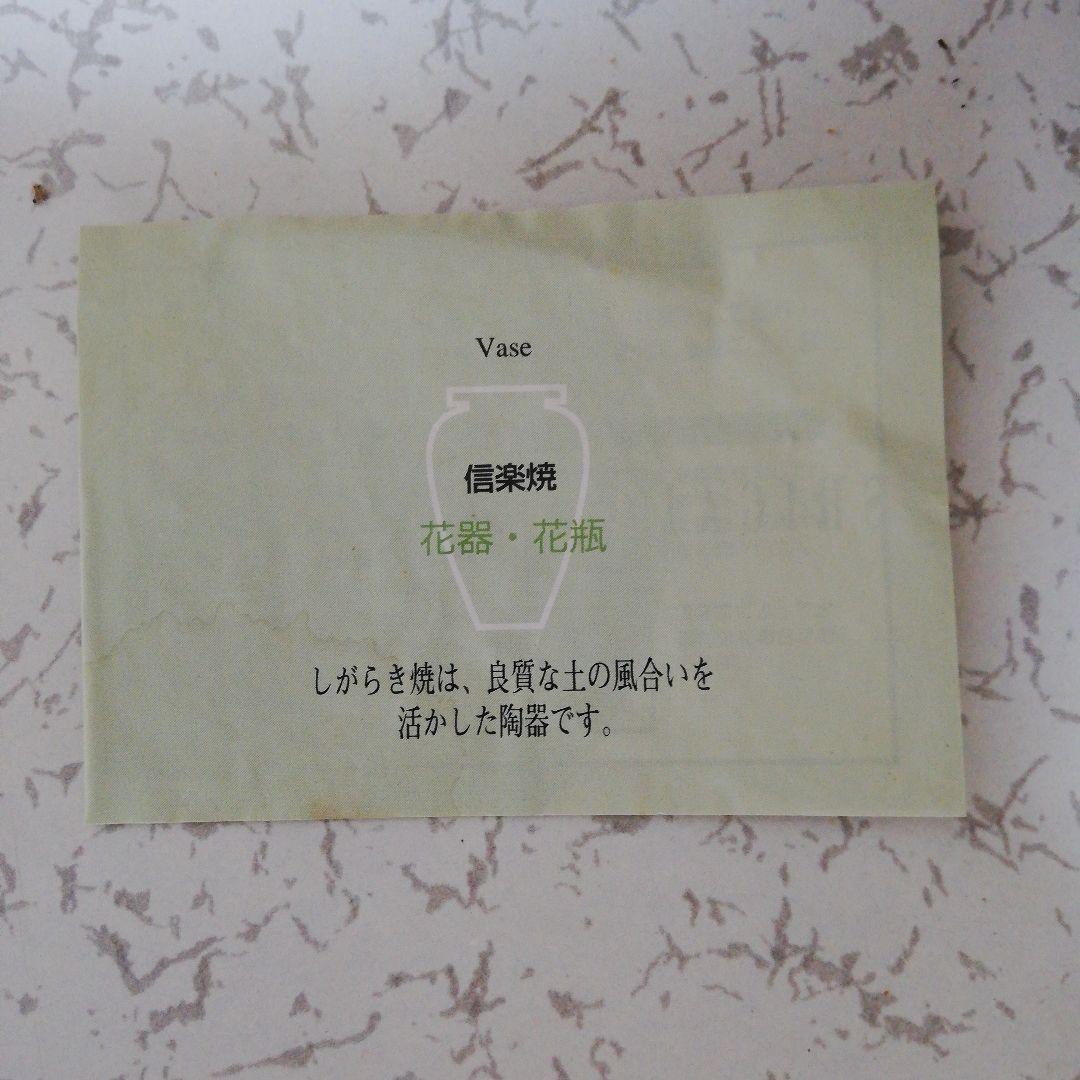 Vase
信楽焼
花器・花瓶
しがらき焼は、良質な土の風合いを
活かした陶器です。